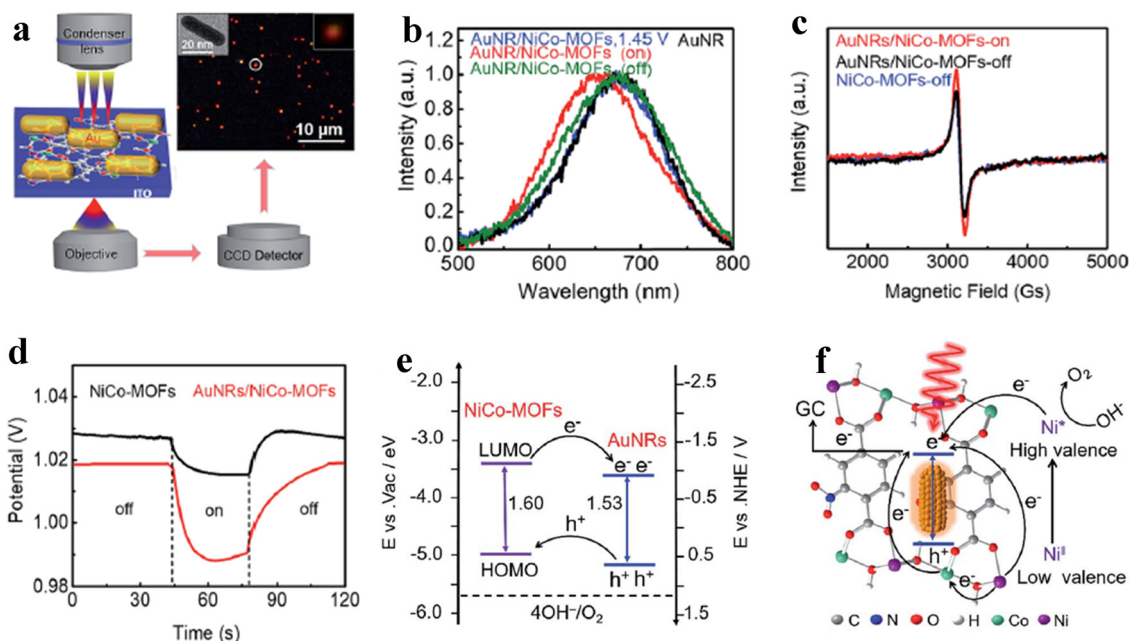 a
Condenser
lens
Au
ITO
Objective
CCD Detector
20 nm
10 µm
b
AuNR/NiCo-MOFs,1.45 V
AuNR
AuNR/NiCo-MOFs (on)
AuNR/NiCo-MOFs (off)
Intensity (a.u.)
1.2
1.0
0.8
0.6
0.4
0.2
0.0
500
600
700
800
Wavelength (nm)
c
AuNRs/NiCo-MOFs-on
AuNRs/NiCo-MOFs-off
NiCo-MOFs-off
Intensity (a.u.)
2000
3000
4000
5000
Magnetic Field (Gs)
d
NiCo-MOFs
AuNRs/NiCo-MOFs
Potential (V)
1.04
1.02
1.00
0.98
off
on
off
0
30
60
90
120
Time (s)
e
E vs .Vac / eV
-2.0
-3.0
-4.0
-5.0
-6.0
NiCo-MOFs
LUMO
1.60
HOMO
e-
h+
AuNRs
e- e-
1.53
h+ h+
4OH-/O2
-2.5
-1.5
-0.5
0.5
1.5
E vs .NHE / V
f
GC
e-
e-
e-
e-
e-
e-
h+
O2
OH-
Ni*
High valence
NiII
Low valence
C N O H Co Ni